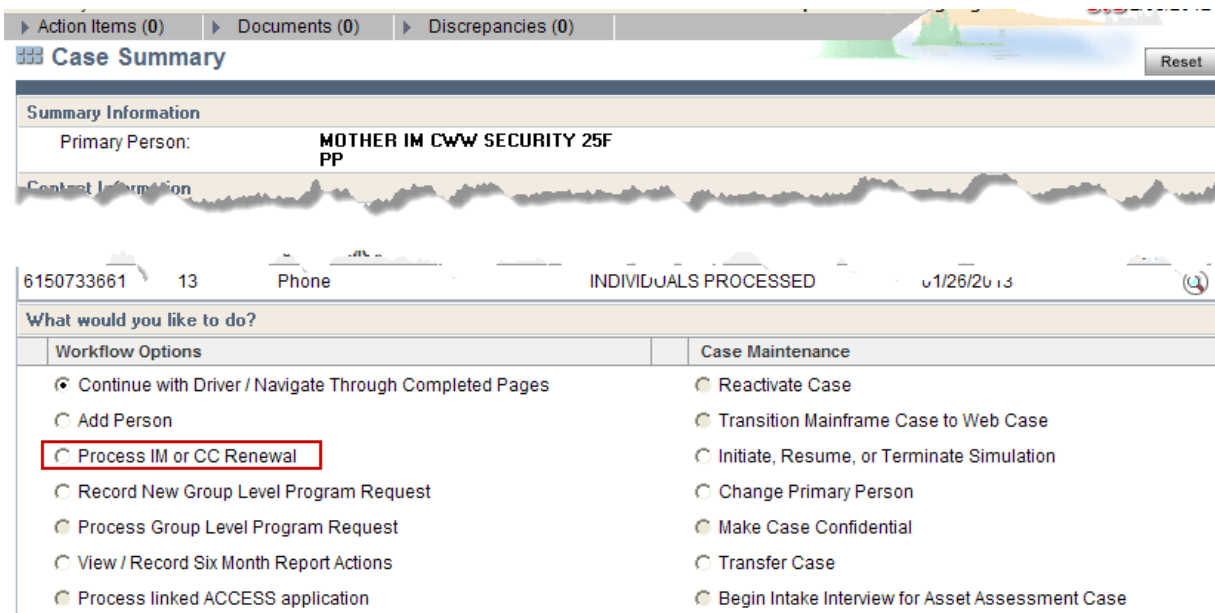 Action Items (0) Documents (0) Discrepancies (0)
Case Summary
Reset
Summary Information
Primary Person: MOTHER IM CWW SECURITY 25F
PP
Contact Information
6150733661 13 Phone INDIVIDUALS PROCESSED 01/26/2013
What would you like to do?
Workflow Options Case Maintenance
Continue with Driver / Navigate Through Completed Pages Reactivate Case
Add Person Transition Mainframe Case to Web Case
Process IM or CC Renewal Initiate, Resume, or Terminate Simulation
Record New Group Level Program Request Change Primary Person
Process Group Level Program Request Make Case Confidential
View / Record Six Month Report Actions Transfer Case
Process linked ACCESS application Begin Intake Interview for Asset Assessment Case